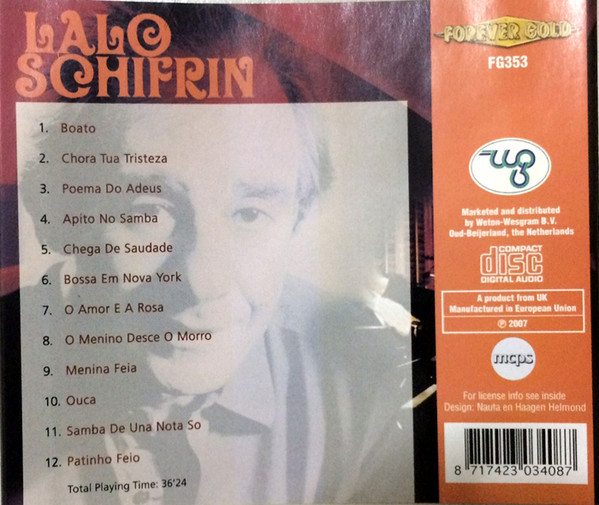 LALO
SCHIFRIN
1. Boato
2. Chora Tua Tristeza
3. Poema Do Adeus
4. Apito No Samba
5. Chega De Saudade
6. Bossa Em Nova York
7. O Amor E A Rosa
8. O Menino Desce O Morro
9. Menina Feia
10. Ouca
11. Samba De Una Nota So
12. Patinho Feio
Total Playing Time: 36'24
FOREVER GOLD
FG353
Marketed and distributed
by Weton-Wesgram B.V.
Oud-Beijerland, the Netherlands
COMPACT
disc
DIGITAL AUDIO
A product from UK
Manufactured in European Union
℗ 2007
mcps
For license info see inside
Design: Nauta en Haagen Helmond
8 717423 034087